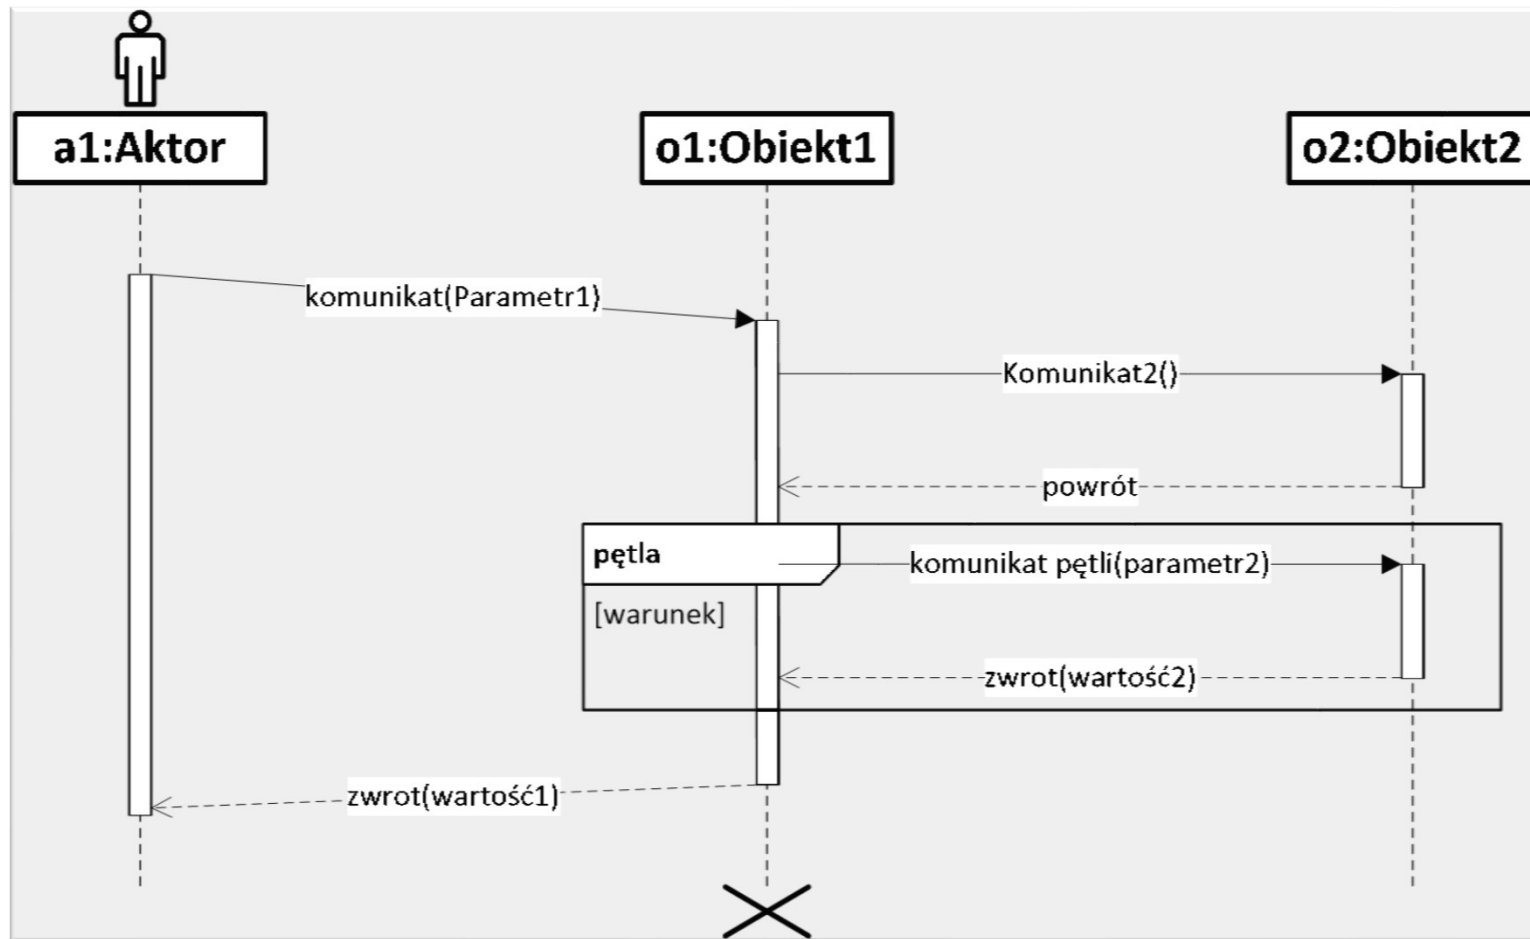 a1:Aktor
o1:Obiekt1
o2:Obiekt2
komunikat(Parametr1)
Komunikat2()
powrót
pętla
komunikat pętli(parametr2)
[warunek]
zwrot(wartość2)
zwrot(wartość1)